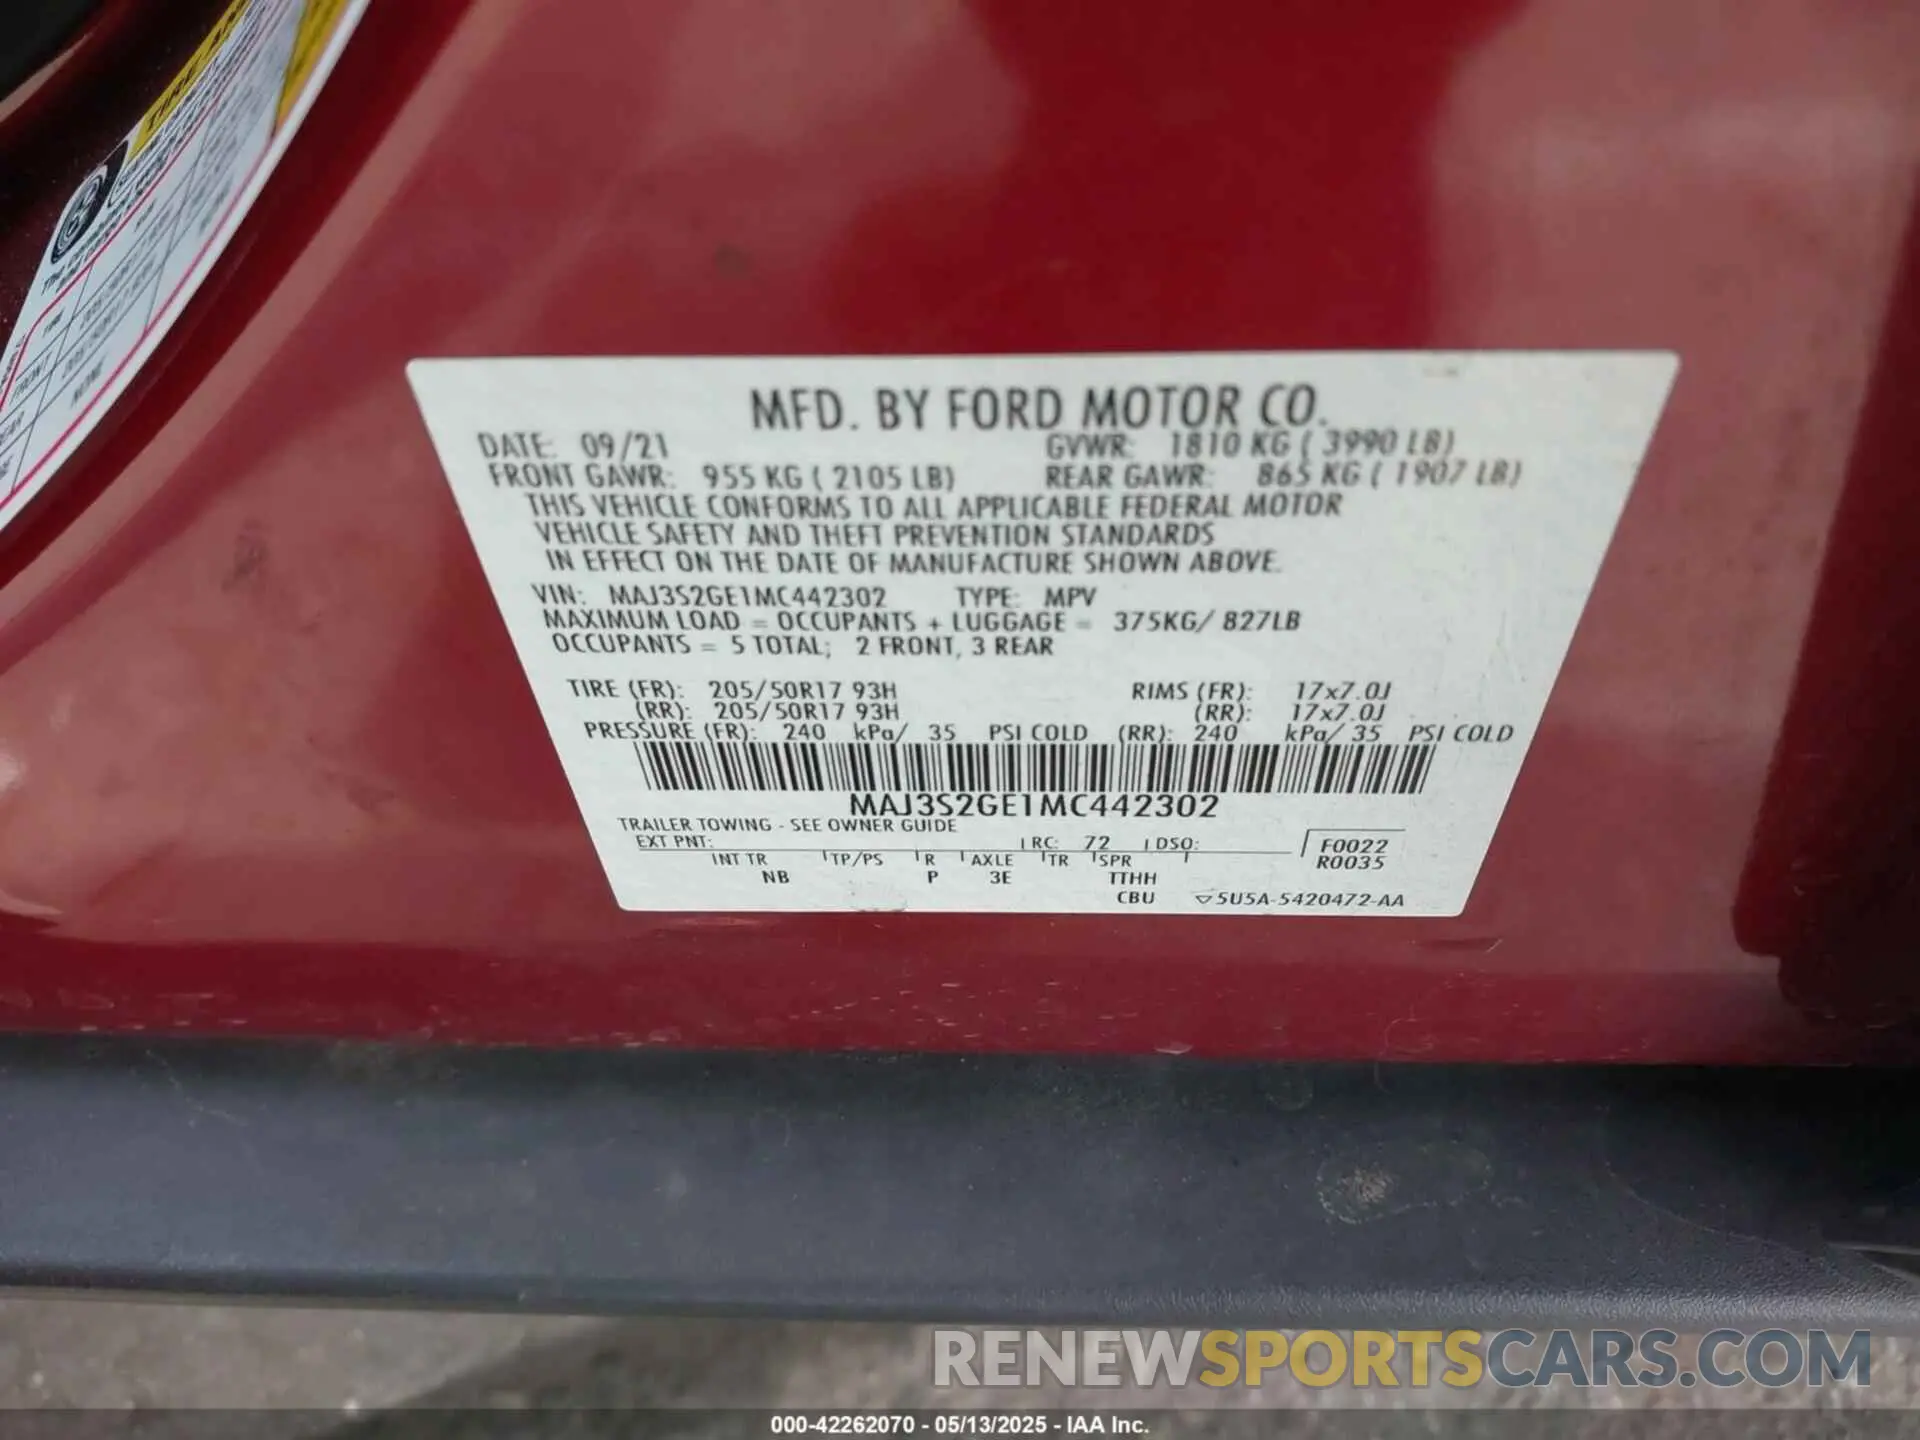 TIRE A
TIRE
FRONT
NONE
MFD. BY FORD MOTOR CO.
DATE: 09/21 GVWR: 1810 KG ( 3990 LB)
FRONT GAWR: 955 KG ( 2105 LB) REAR GAWR: 865 KG ( 1907 LB)
THIS VEHICLE CONFORMS TO ALL APPLICABLE FEDERAL MOTOR
VEHICLE SAFETY AND THEFT PREVENTION STANDARDS
IN EFFECT ON THE DATE OF MANUFACTURE SHOWN ABOVE.
VIN: MAJ3S2GE1MC442302 TYPE: MPV
MAXIMUM LOAD = OCCUPANTS + LUGGAGE = 375KG/ 827LB
OCCUPANTS = 5 TOTAL; 2 FRONT, 3 REAR
TIRE (FR): 205/50R17 93H RIMS (FR): 17x7.0J
(RR): 205/50R17 93H (RR): 17x7.0J
PRESSURE (FR): 240 kPa/ 35 PSI COLD (RR): 240 kPa/ 35 PSI COLD
MAJ3S2GE1MC442302
TRAILER TOWING - SEE OWNER GUIDE
EXT PNT: RC: 72 DSO: F0022
INT TR TP/PS R AXLE TR SPR R0035
NB P 3E TTHH
CBU 5U5A-5420472-AA
RENEWSPORTSCARS.COM
000-42262070 - 05/13/2025 - IAA Inc.